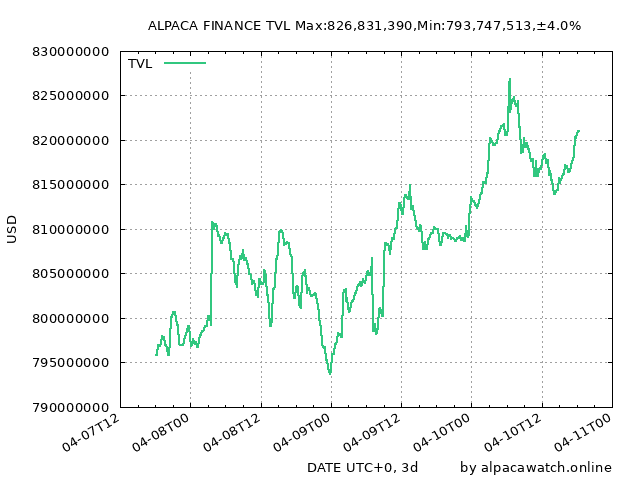 ALPACA FINANCE TVL Max:826,831,390,Min:793,747,513,±4.0%
830000000
TVL
825000000
820000000
815000000
810000000
USD
805000000
800000000
795000000
790000000
04-07T12
04-08T00
04-08T12
04-09T00
04-09T12
04-10T00
04-10T12
04-11T00
DATE UTC+0, 3d
by alpacawatch.online